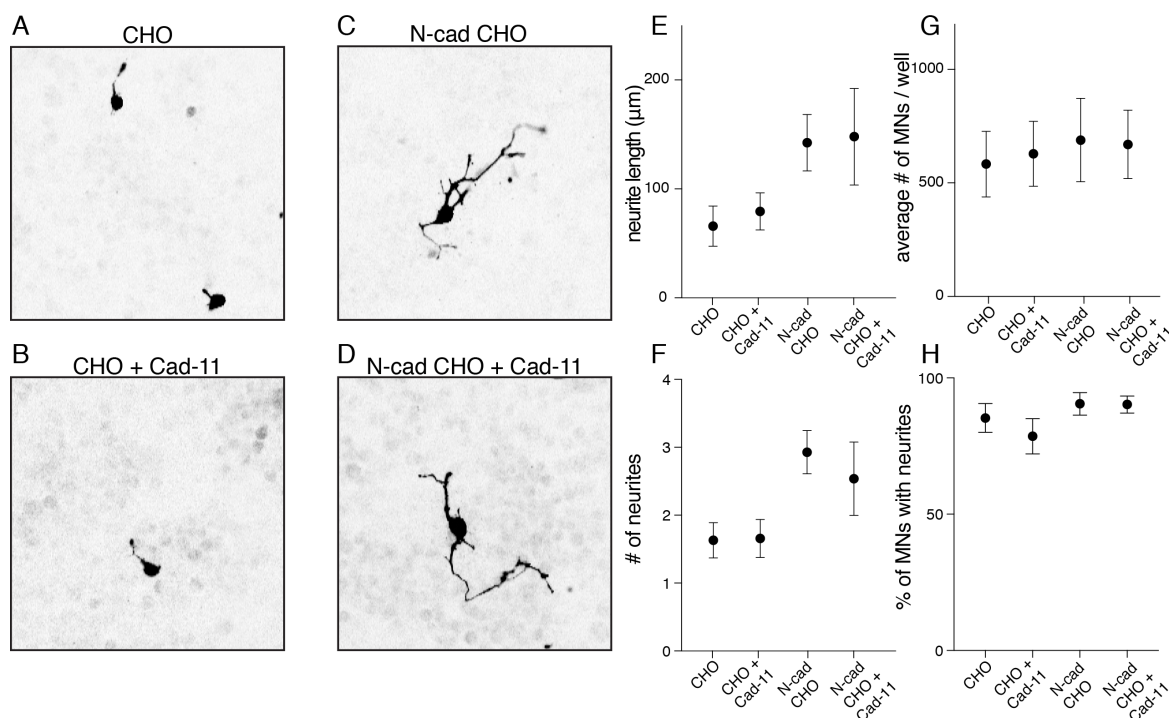 A
CHO
B
CHO + Cad-11
C
N-cad CHO
D
N-cad CHO + Cad-11
E
neurite length (µm)
200
100
0
CHO
CHO +
Cad-11
N-cad
CHO
N-cad
CHO +
Cad-11
F
# of neurites
4
3
2
1
0
CHO
CHO +
Cad-11
N-cad
CHO
N-cad
CHO +
Cad-11
G
average # of MNs / well
1000
500
0
CHO
CHO +
Cad-11
N-cad
CHO
N-cad
CHO +
Cad-11
H
% of MNs with neurites
100
50
0
CHO
CHO +
Cad-11
N-cad
CHO
N-cad
CHO +
Cad-11